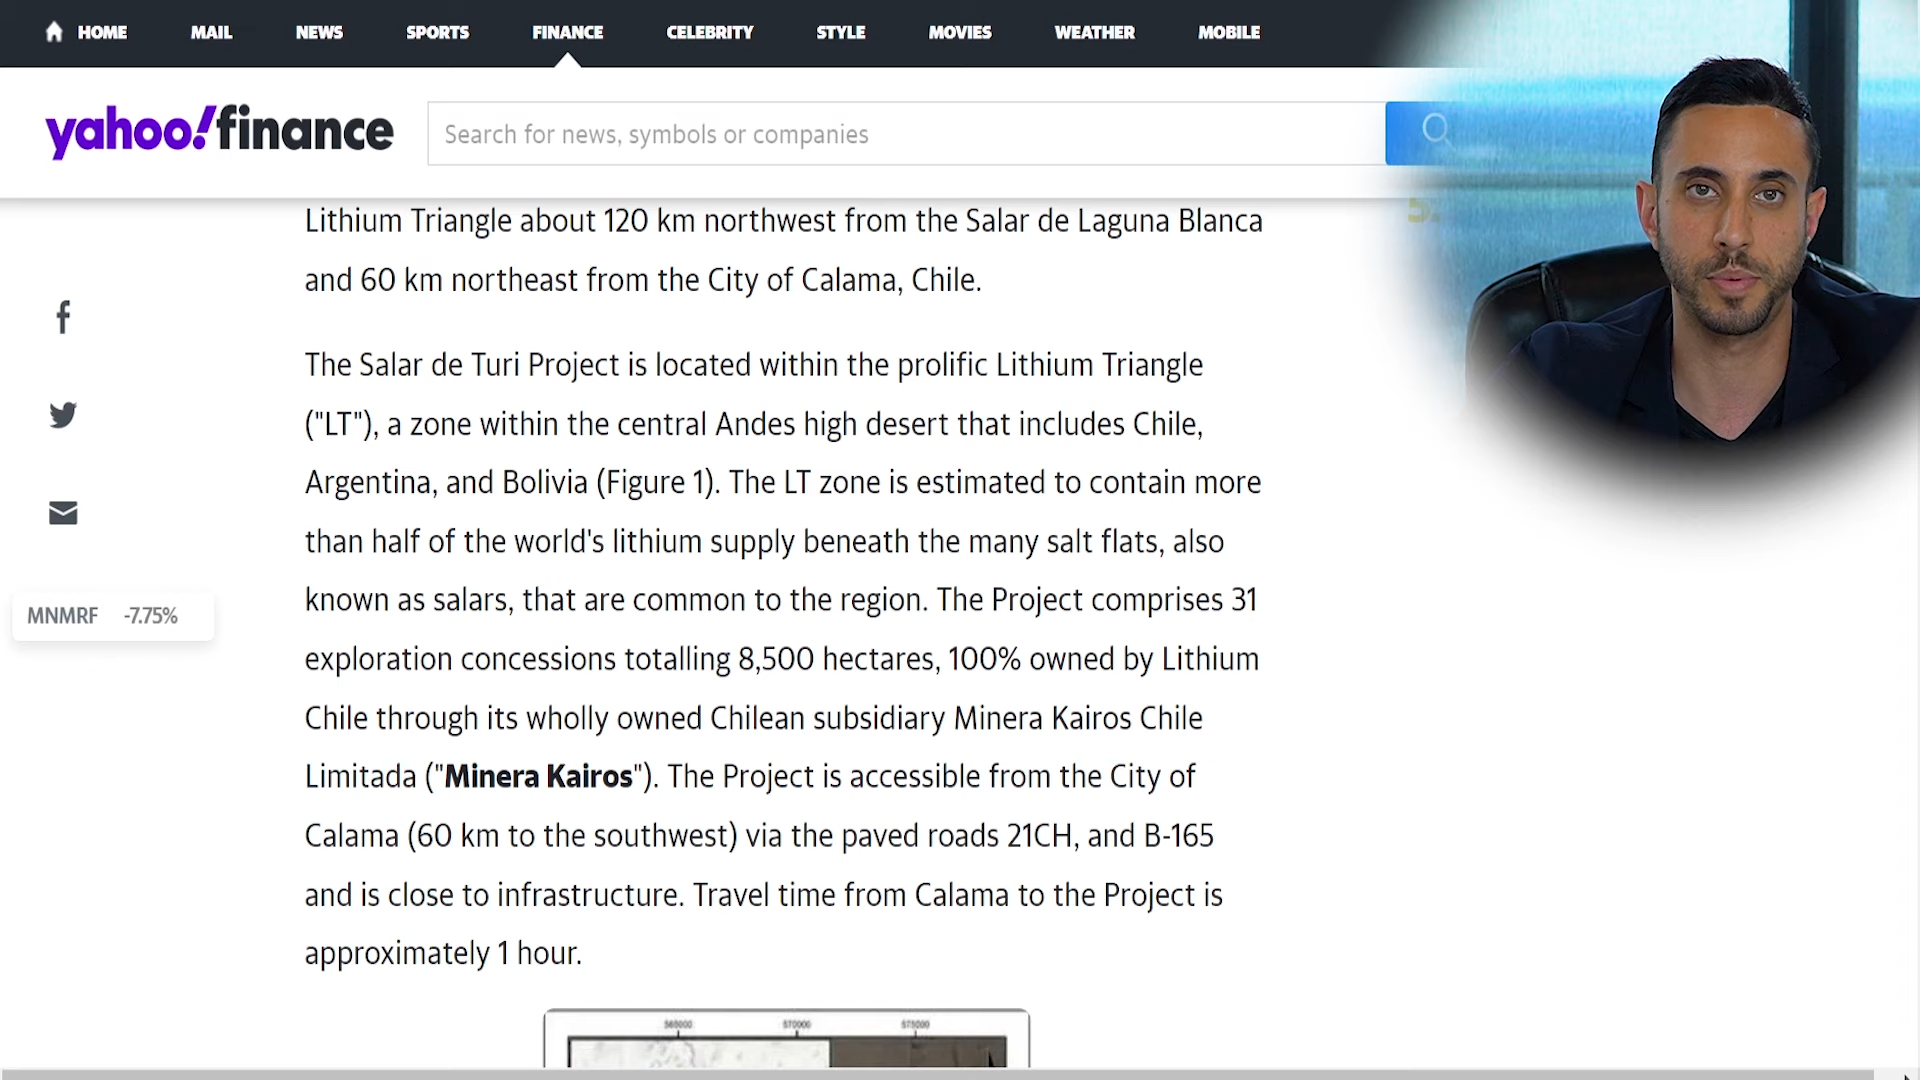 HOME MAIL NEWS SPORTS FINANCE CELEBRITY STYLE MOVIES WEATHER MOBILE
yahoo!finance
Search for news, symbols or companies
Lithium Triangle about 120 km northwest from the Salar de Laguna Blanca
and 60 km northeast from the City of Calama, Chile.
The Salar de Turi Project is located within the prolific Lithium Triangle
("LT"), a zone within the central Andes high desert that includes Chile,
Argentina, and Bolivia (Figure 1). The LT zone is estimated to contain more
than half of the world's lithium supply beneath the many salt flats, also
known as salars, that are common to the region. The Project comprises 31
exploration concessions totalling 8,500 hectares, 100% owned by Lithium
Chile through its wholly owned Chilean subsidiary Minera Kairos Chile
Limitada ("Minera Kairos"). The Project is accessible from the City of
Calama (60 km to the southwest) via the paved roads 21CH, and B-165
and is close to infrastructure. Travel time from Calama to the Project is
approximately 1 hour.
MNMRF -7.75%
565000 570000 575000